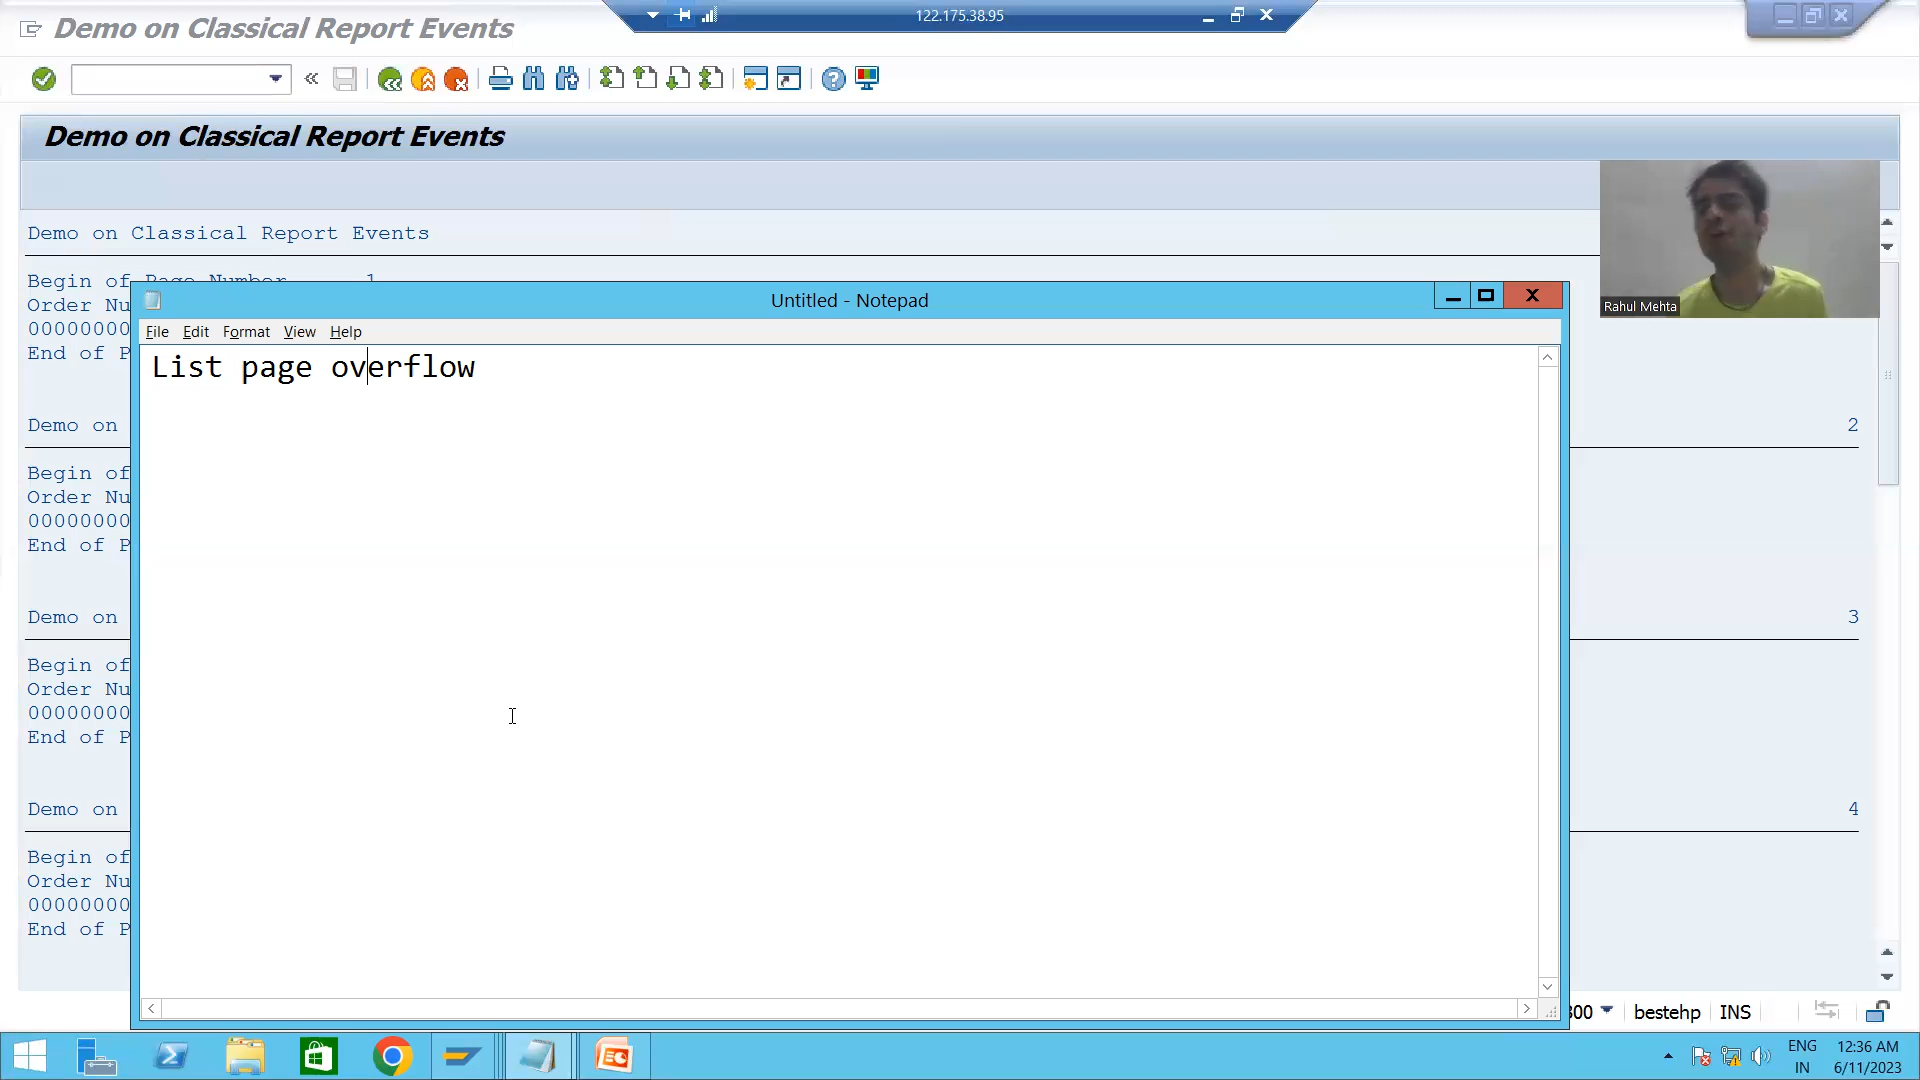 Demo on Classical Report Events
122.175.38.95
Demo on Classical Report Events
Demo on Classical Report Events
Begin of Page Number 1
Order Nu
00000000
End of P
Rahul Mehta
Untitled - Notepad
File Edit Format View Help
List page overflow
Demo on 2
Begin of
Order Nu
00000000
End of P
Demo on 3
Begin of
Order Nu
00000000
End of P
Demo on 4
Begin of
Order Nu
00000000
End of P
300 bestehp INS
ENG 12:36 AM
IN 6/11/2023